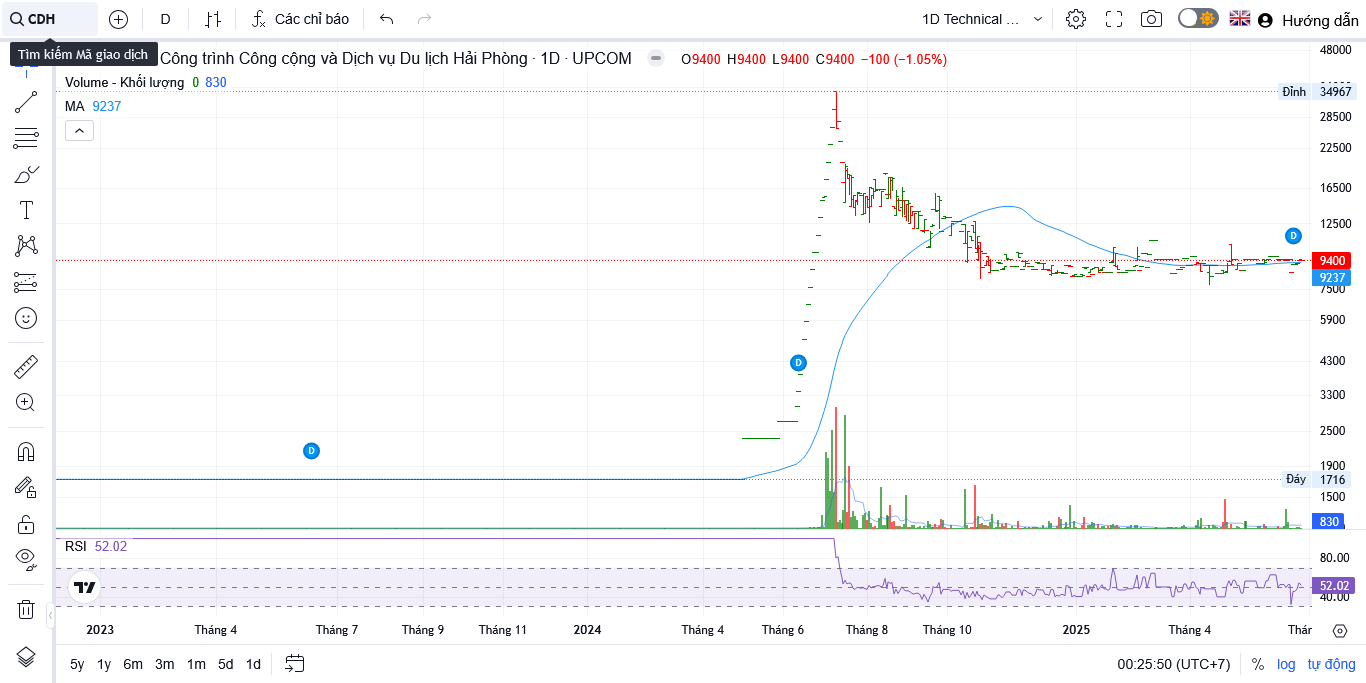 CDH
D
Các chỉ báo
1D Technical ...
Hướng dẫn
Tìm kiếm Mã giao dịch
Công trình Công cộng và Dịch vụ Du lịch Hải Phòng · 1D · UPCOM
O9400 H9400 L9400 C9400 −100 (−1.05%)
Volume - Khối lượng 0 830
MA 9237
48000
Đỉnh 34967
28500
22500
16500
12500
D
9400
9237
7500
5900
D
4300
3300
2500
D
1900
Đáy 1716
1500
830
RSI 52.02
80.00
52.02
40.00
2023
Tháng 4
Tháng 7
Tháng 9
Tháng 11
2024
Tháng 4
Tháng 6
Tháng 8
Tháng 10
2025
Tháng 4
Thár
5y 1y 6m 3m 1m 5d 1d
00:25:50 (UTC+7)
% log tự động